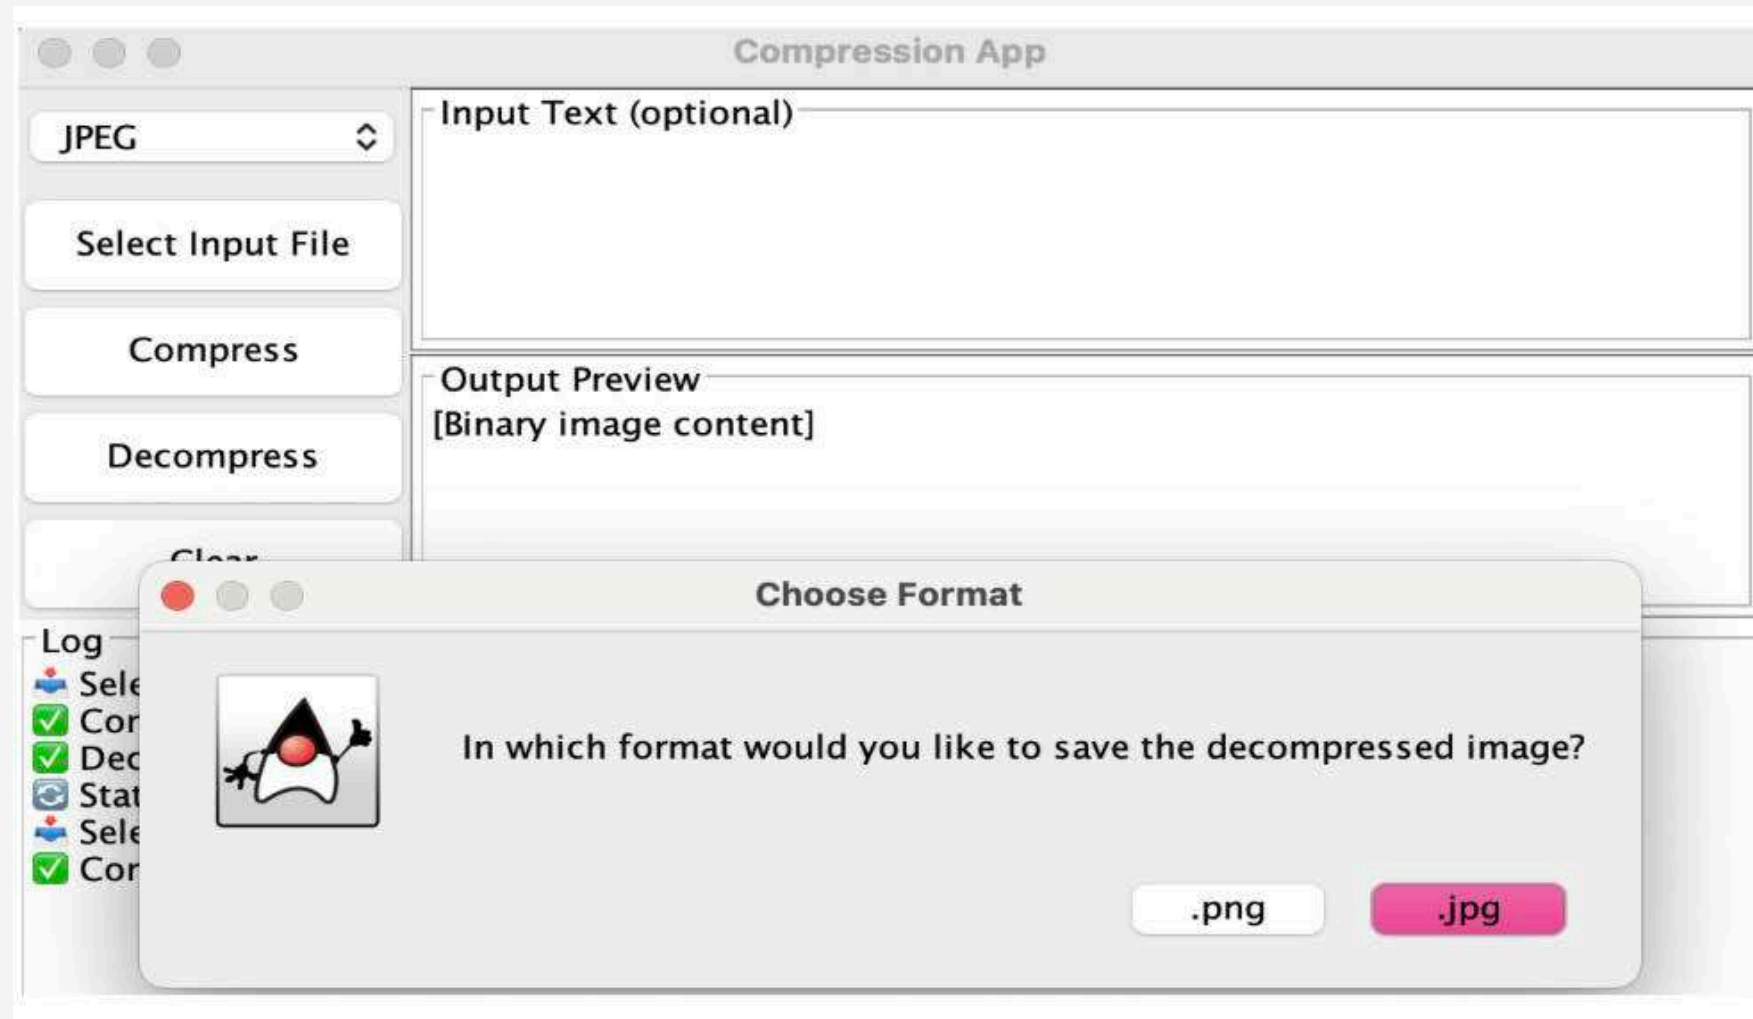 Compression App
JPEG
Select Input File
Compress
Decompress
Input Text (optional)
Output Preview
[Binary image content]
Clear
Log
Choose Format
In which format would you like to save the decompressed image?
.png
.jpg